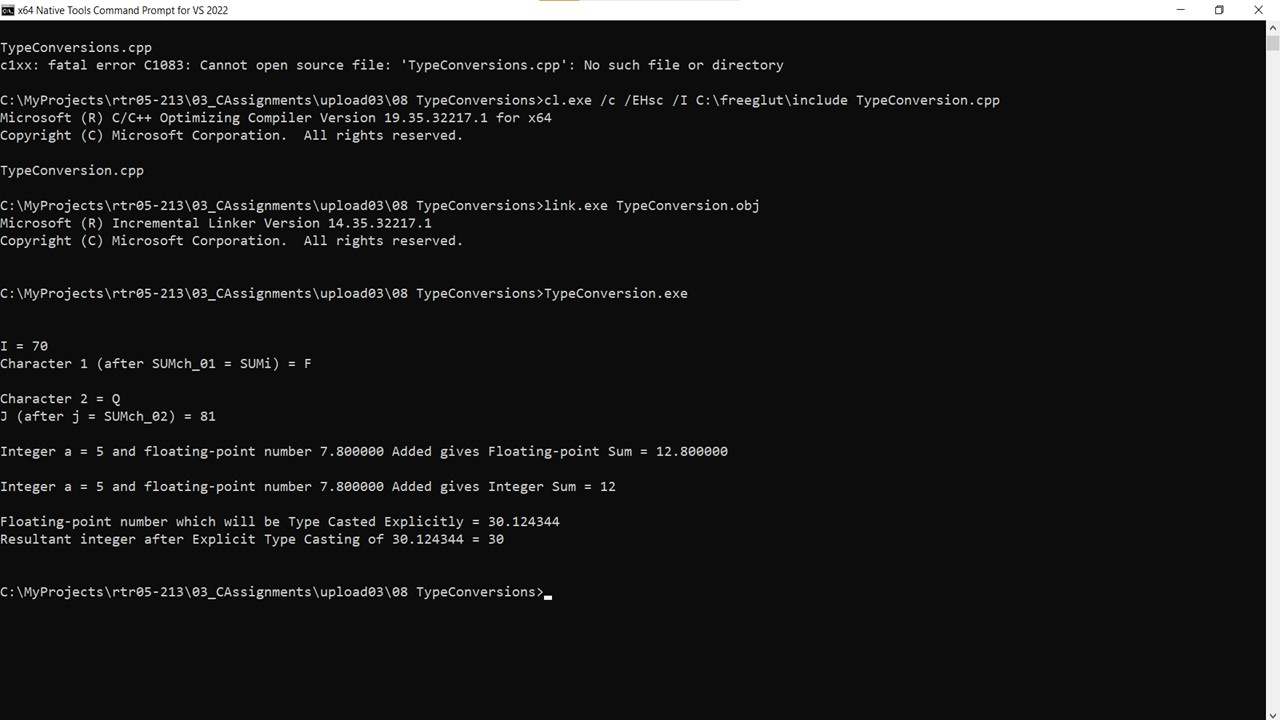 x64 Native Tools Command Prompt for VS 2022
TypeConversions.cpp
c1xx: fatal error C1083: Cannot open source file: 'TypeConversions.cpp': No such file or directory
C:\MyProjects\rtr05-213\03_CAssignments\upload03\08 TypeConversions>cl.exe /c /EHsc /I C:\freeglut\include TypeConversion.cpp
Microsoft (R) C/C++ Optimizing Compiler Version 19.35.32217.1 for x64
Copyright (C) Microsoft Corporation.  All rights reserved.
TypeConversion.cpp
C:\MyProjects\rtr05-213\03_CAssignments\upload03\08 TypeConversions>link.exe TypeConversion.obj
Microsoft (R) Incremental Linker Version 14.35.32217.1
Copyright (C) Microsoft Corporation.  All rights reserved.
C:\MyProjects\rtr05-213\03_CAssignments\upload03\08 TypeConversions>TypeConversion.exe
I = 70
Character 1 (after SUMch_01 = SUMi) = F
Character 2 = Q
J (after j = SUMch_02) = 81
Integer a = 5 and floating-point number 7.800000 Added gives Floating-point Sum = 12.800000
Integer a = 5 and floating-point number 7.800000 Added gives Integer Sum = 12
Floating-point number which will be Type Casted Explicitly = 30.124344
Resultant integer after Explicit Type Casting of 30.124344 = 30
C:\MyProjects\rtr05-213\03_CAssignments\upload03\08 TypeConversions>